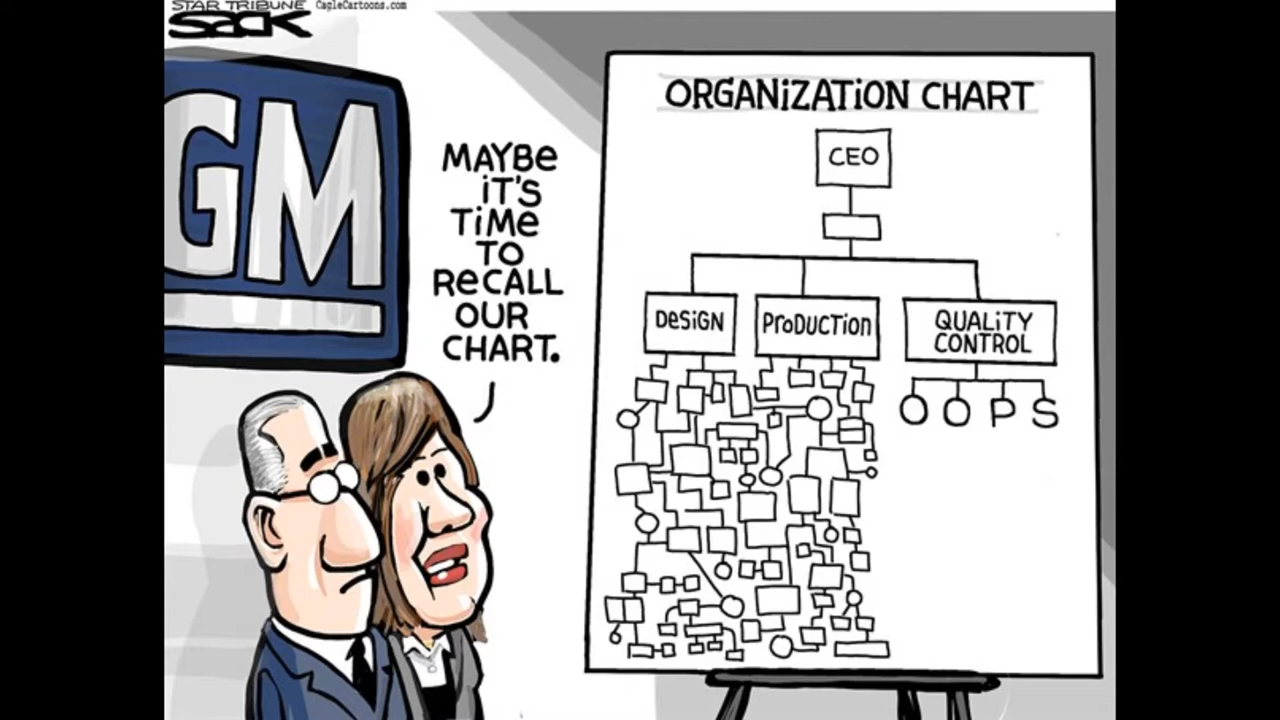 STAR TRIBUNE CagleCartoons.com
SACK
GM
MAYBE
IT'S
TIME
TO
RECALL
OUR
CHART.
ORGANIZATION CHART
CEO
DESIGN
PRODUCTION
QUALITY
CONTROL
O O P S